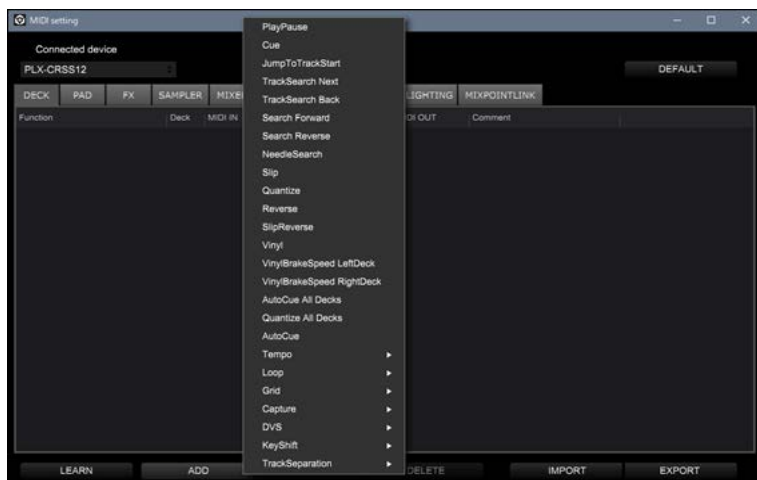 MIDI setting
Connected device
PLX-CRSS12
DEFAULT
DECK PAD FX SAMPLER LIGHTING MIXPOINTLINK
Function Deck MIDI IN OUT Comment
PlayPause
Cue
JumpToTrackStart
TrackSearch Next
TrackSearch Back
Search Forward
Search Reverse
NeedleSearch
Slip
Quantize
Reverse
SlipReverse
Vinyl
VinylBrakeSpeed LeftDeck
VinylBrakeSpeed RightDeck
AutoCue All Decks
Quantize All Decks
AutoCue
Tempo
Loop
Grid
Capture
DVS
KeyShift
TrackSeparation
LEARN ADD DELETE IMPORT EXPORT